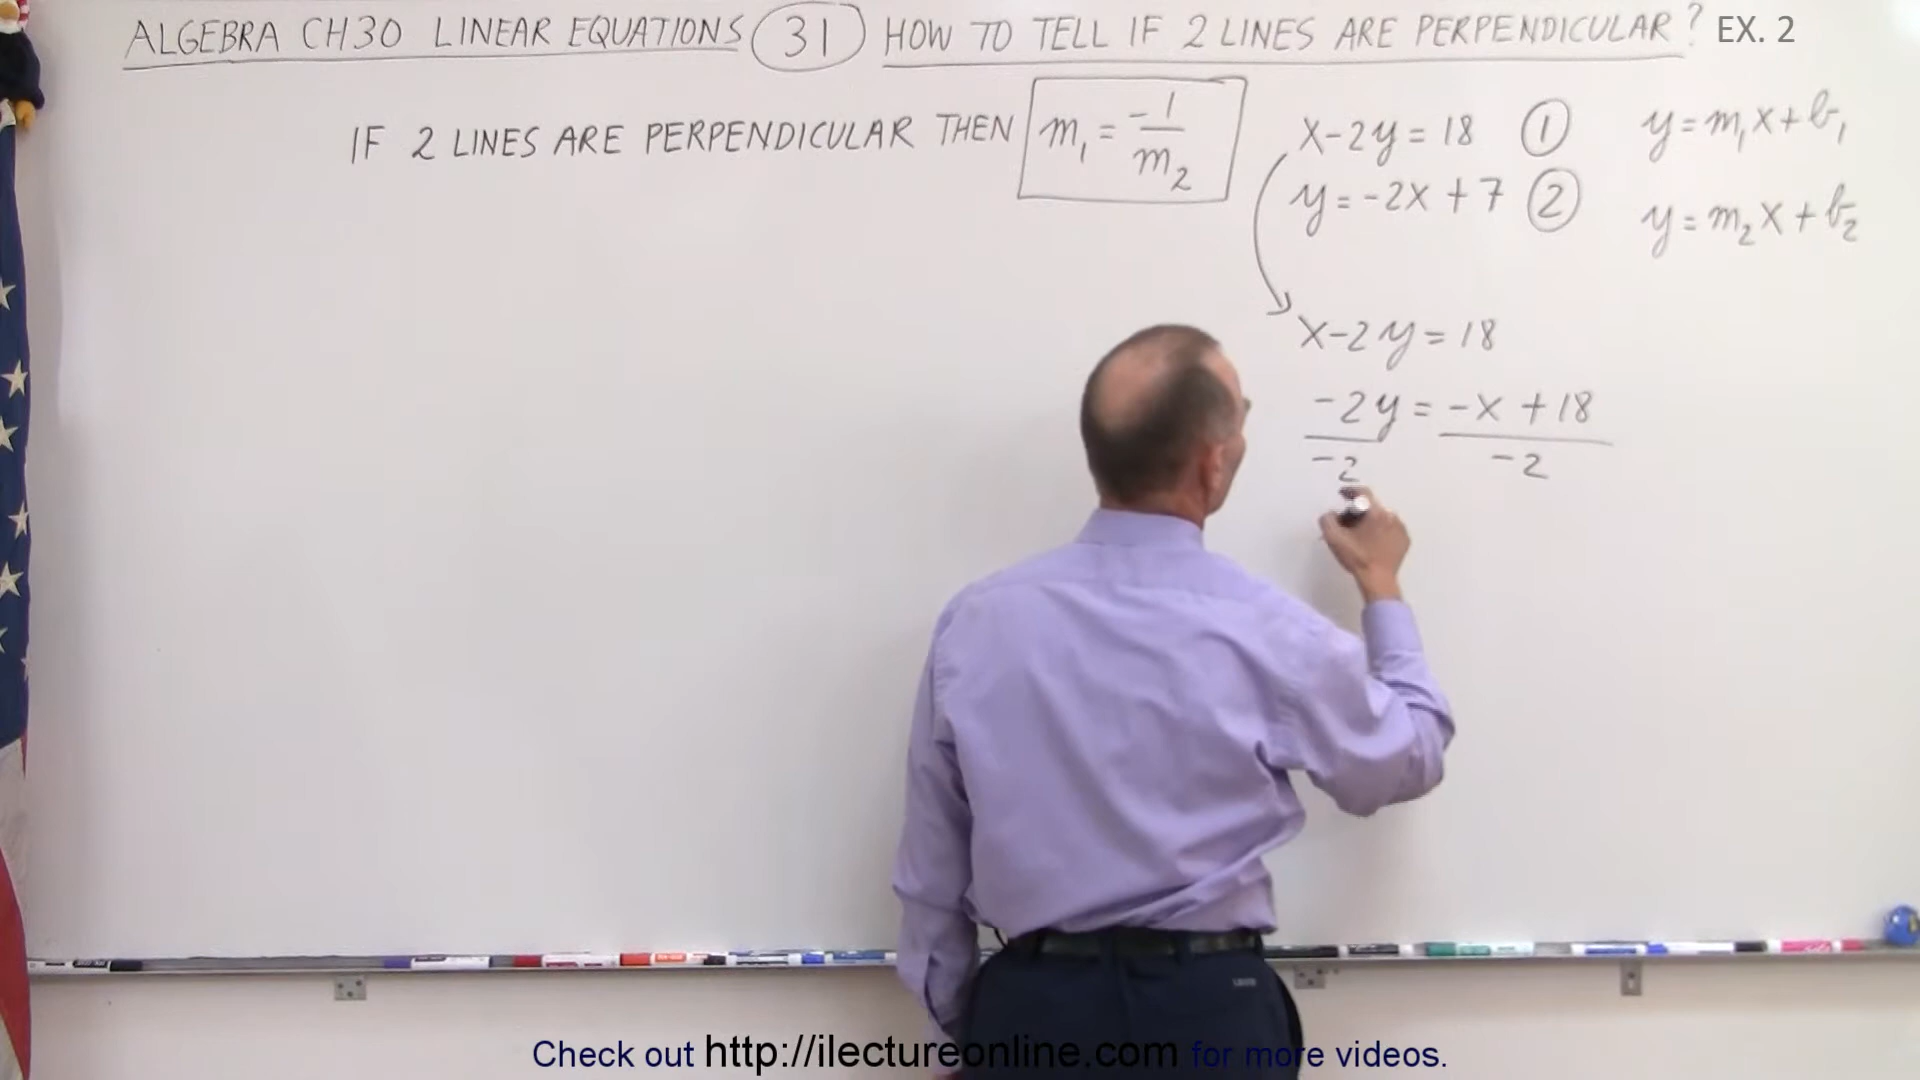 ALGEBRA CH30 LINEAR EQUATIONS 31 HOW TO TELL IF 2 LINES ARE PERPENDICULAR? EX. 2
IF 2 LINES ARE PERPENDICULAR THEN m₁ = -1/m₂
x-2y=18 ①
y=-2x+7 ②
y=m₁x+b₁
y=m₂x+b₂
x-2y=18
-2y=-x+18
-2 -2
Check out http://ilectureonline.com for more videos.